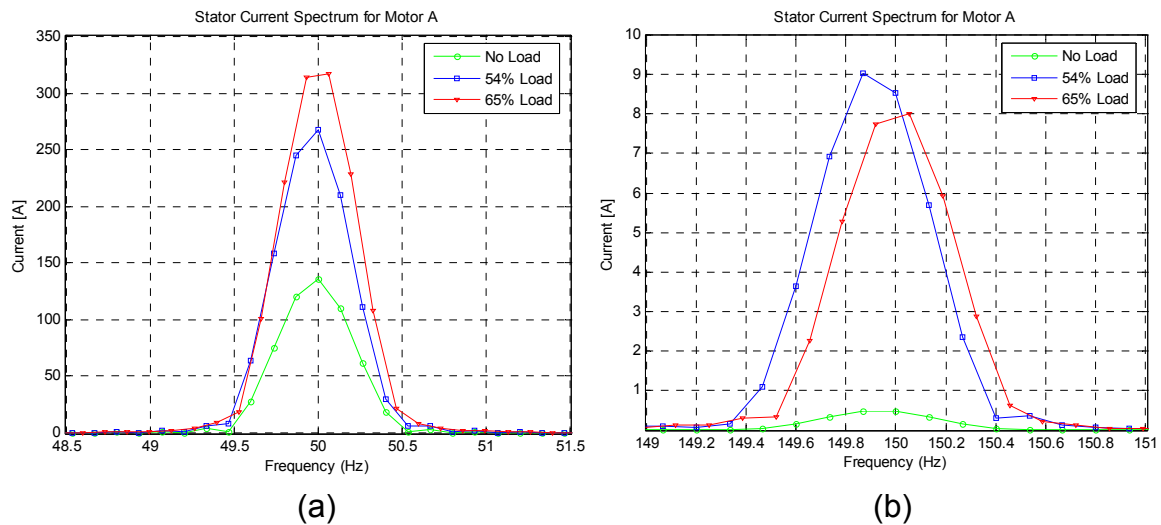 Stator Current Spectrum for Motor A
350
300
250
200
150
100
50
0
Current [A]
48.5 49 49.5 50 50.5 51 51.5
Frequency (Hz)
No Load
54% Load
65% Load
(a)
Stator Current Spectrum for Motor A
10
9
8
7
6
5
4
3
2
1
Current [A]
149 149.2 149.4 149.6 149.8 150 150.2 150.4 150.6 150.8 151
Frequency (Hz)
No Load
54% Load
65% Load
(b)